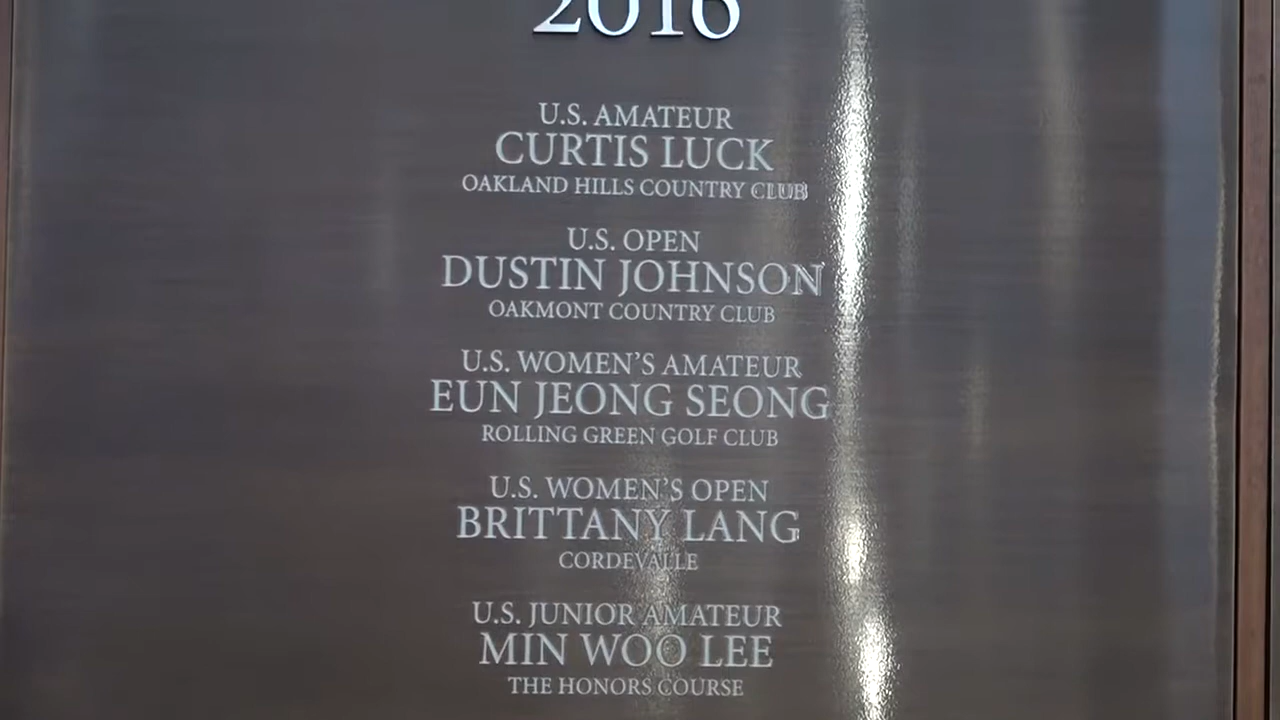 2016
U.S. AMATEUR
CURTIS LUCK
OAKLAND HILLS COUNTRY CLUB
U.S. OPEN
DUSTIN JOHNSON
OAKMONT COUNTRY CLUB
U.S. WOMEN'S AMATEUR
EUN JEONG SEONG
ROLLING GREEN GOLF CLUB
U.S. WOMEN'S OPEN
BRITTANY LANG
CORDEVALLE
U.S. JUNIOR AMATEUR
MIN WOO LEE
THE HONORS COURSE